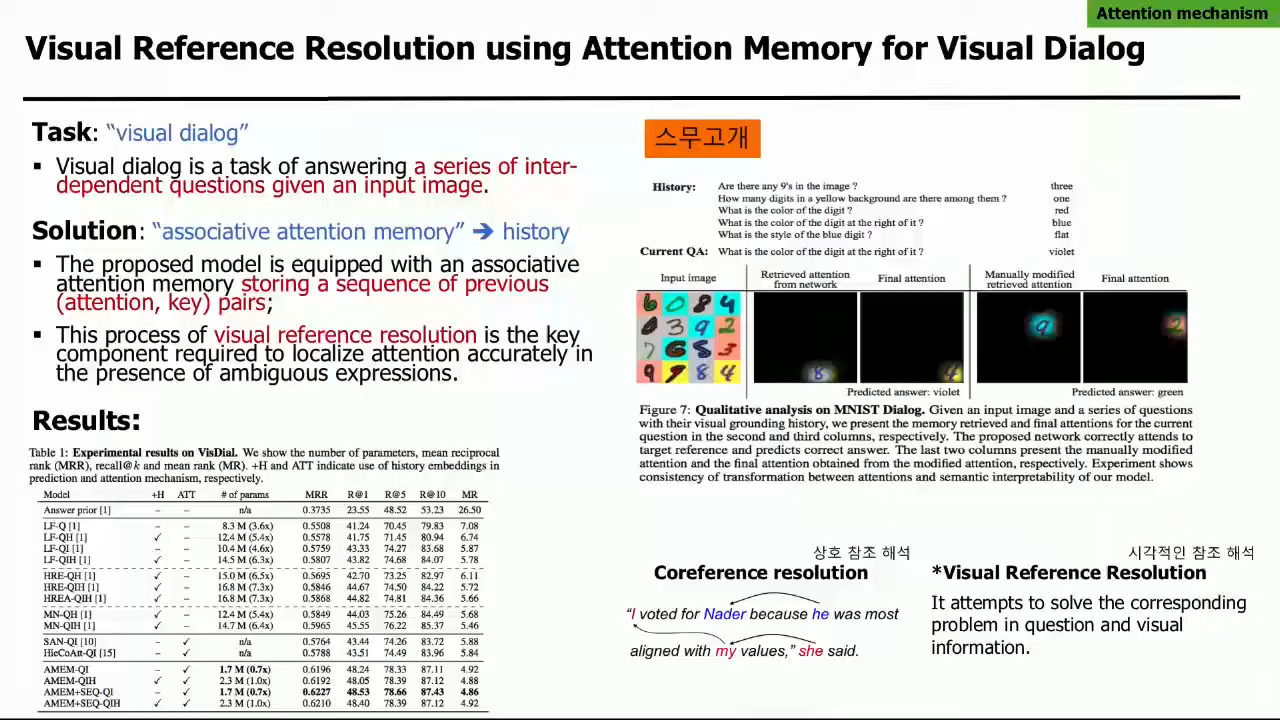 Attention mechanism
Visual Reference Resolution using Attention Memory for Visual Dialog
Task: “visual dialog”
▪ Visual dialog is a task of answering a series of inter-
dependent questions given an input image.
Solution: “associative attention memory” ➔ history
▪ The proposed model is equipped with an associative
attention memory storing a sequence of previous
(attention, key) pairs;
▪ This process of visual reference resolution is the key
component required to localize attention accurately in
the presence of ambiguous expressions.
Results:
Table 1: Experimental results on VisDial. We show the number of parameters, mean reciprocal
rank (MRR), recall@k and mean rank (MR). +H and ATT indicate use of history embeddings in
prediction and attention mechanism, respectively.
Model +H ATT # of params MRR R@1 R@5 R@10 MR
Answer prior [1] – – n/a 0.3735 23.55 48.52 53.23 26.50
LF-Q [1] – – 8.3 M (3.6x) 0.5508 41.24 70.45 79.83 7.08
LF-QH [1] ✓ – 12.4 M (5.4x) 0.5578 41.75 71.45 80.94 6.74
LF-QI [1] – – 10.4 M (4.6x) 0.5759 43.33 74.27 83.68 5.87
LF-QIH [1] ✓ – 14.5 M (6.3x) 0.5807 43.82 74.68 84.07 5.78
HRE-QH [1] ✓ – 15.0 M (6.5x) 0.5695 42.70 73.25 82.97 6.11
HRE-QIH [1] ✓ – 16.8 M (7.3x) 0.5846 44.67 74.50 84.22 5.72
HREA-QIH [1] ✓ – 16.8 M (7.3x) 0.5868 44.82 74.81 84.36 5.66
MN-QH [1] ✓ – 12.4 M (5.4x) 0.5849 44.03 75.26 84.49 5.68
MN-QIH [1] ✓ – 14.7 M (6.4x) 0.5965 45.55 76.22 85.37 5.46
SAN-QI [10] – ✓ n/a 0.5764 43.44 74.26 83.72 5.88
HieCoAtt-QI [15] – ✓ n/a 0.5788 43.51 74.49 83.96 5.84
AMEM-QI – ✓ 1.7 M (0.7x) 0.6196 48.24 78.33 87.11 4.92
AMEM-QIH ✓ ✓ 2.3 M (1.0x) 0.6192 48.05 78.39 87.12 4.88
AMEM+SEQ-QI – ✓ 1.7 M (0.7x) 0.6227 48.53 78.66 87.43 4.86
AMEM+SEQ-QIH ✓ ✓ 2.3 M (1.0x) 0.6210 48.40 78.39 87.12 4.92
스무고개
History: Are there any 9's in the image ? three
How many digits in a yellow background are there among them ? one
What is the color of the digit ? red
What is the color of the digit at the right of it ? blue
What is the style of the blue digit ? flat
Current QA: What is the color of the digit at the right of it ? violet
Input image
Retrieved attention
from network
Final attention
Manually modified
retrieved attention
Final attention
6 0 8 4
0 3 9 2
7 6 8 3
9 9 8 4
8
4
9
2
Predicted answer: violet
Predicted answer: green
Figure 7: Qualitative analysis on MNIST Dialog. Given an input image and a series of questions
with their visual grounding history, we present the memory retrieved and final attentions for the current
question in the second and third columns, respectively. The proposed network correctly attends to
target reference and predicts correct answer. The last two columns present the manually modified
attention and the final attention obtained from the modified attention, respectively. Experiment shows
consistency of transformation between attentions and semantic interpretability of our model.
상호 참조 해석
Coreference resolution
“I voted for Nader because he was most
aligned with my values,” she said.
시각적인 참조 해석
*Visual Reference Resolution
It attempts to solve the corresponding
problem in question and visual
information.